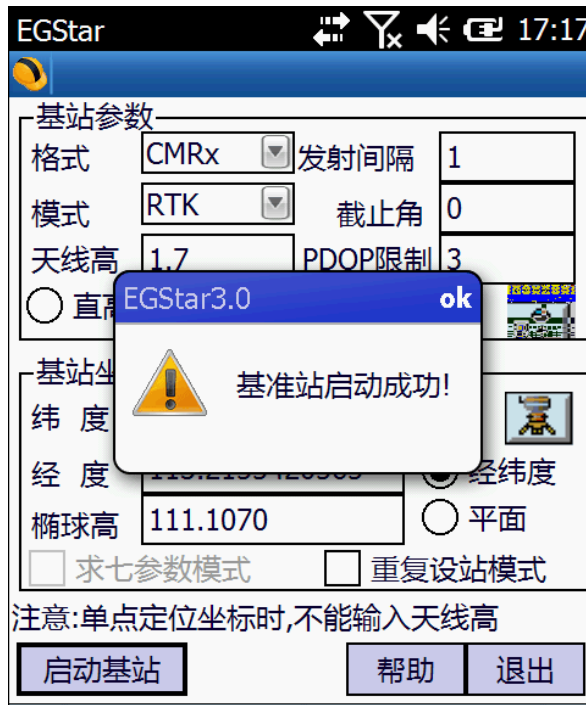 EGStar 17:17
基站参数
格式 CMRx 发射间隔 1
模式 RTK 截止角 0
天线高 1.7 PDOP限制 3
直高
EGStar3.0 ok
基准站启动成功!
基站坐
纬 度
经 度 经纬度
椭球高 111.1070 平面
求七参数模式 重复设站模式
注意:单点定位坐标时,不能输入天线高
启动基站 帮助 退出